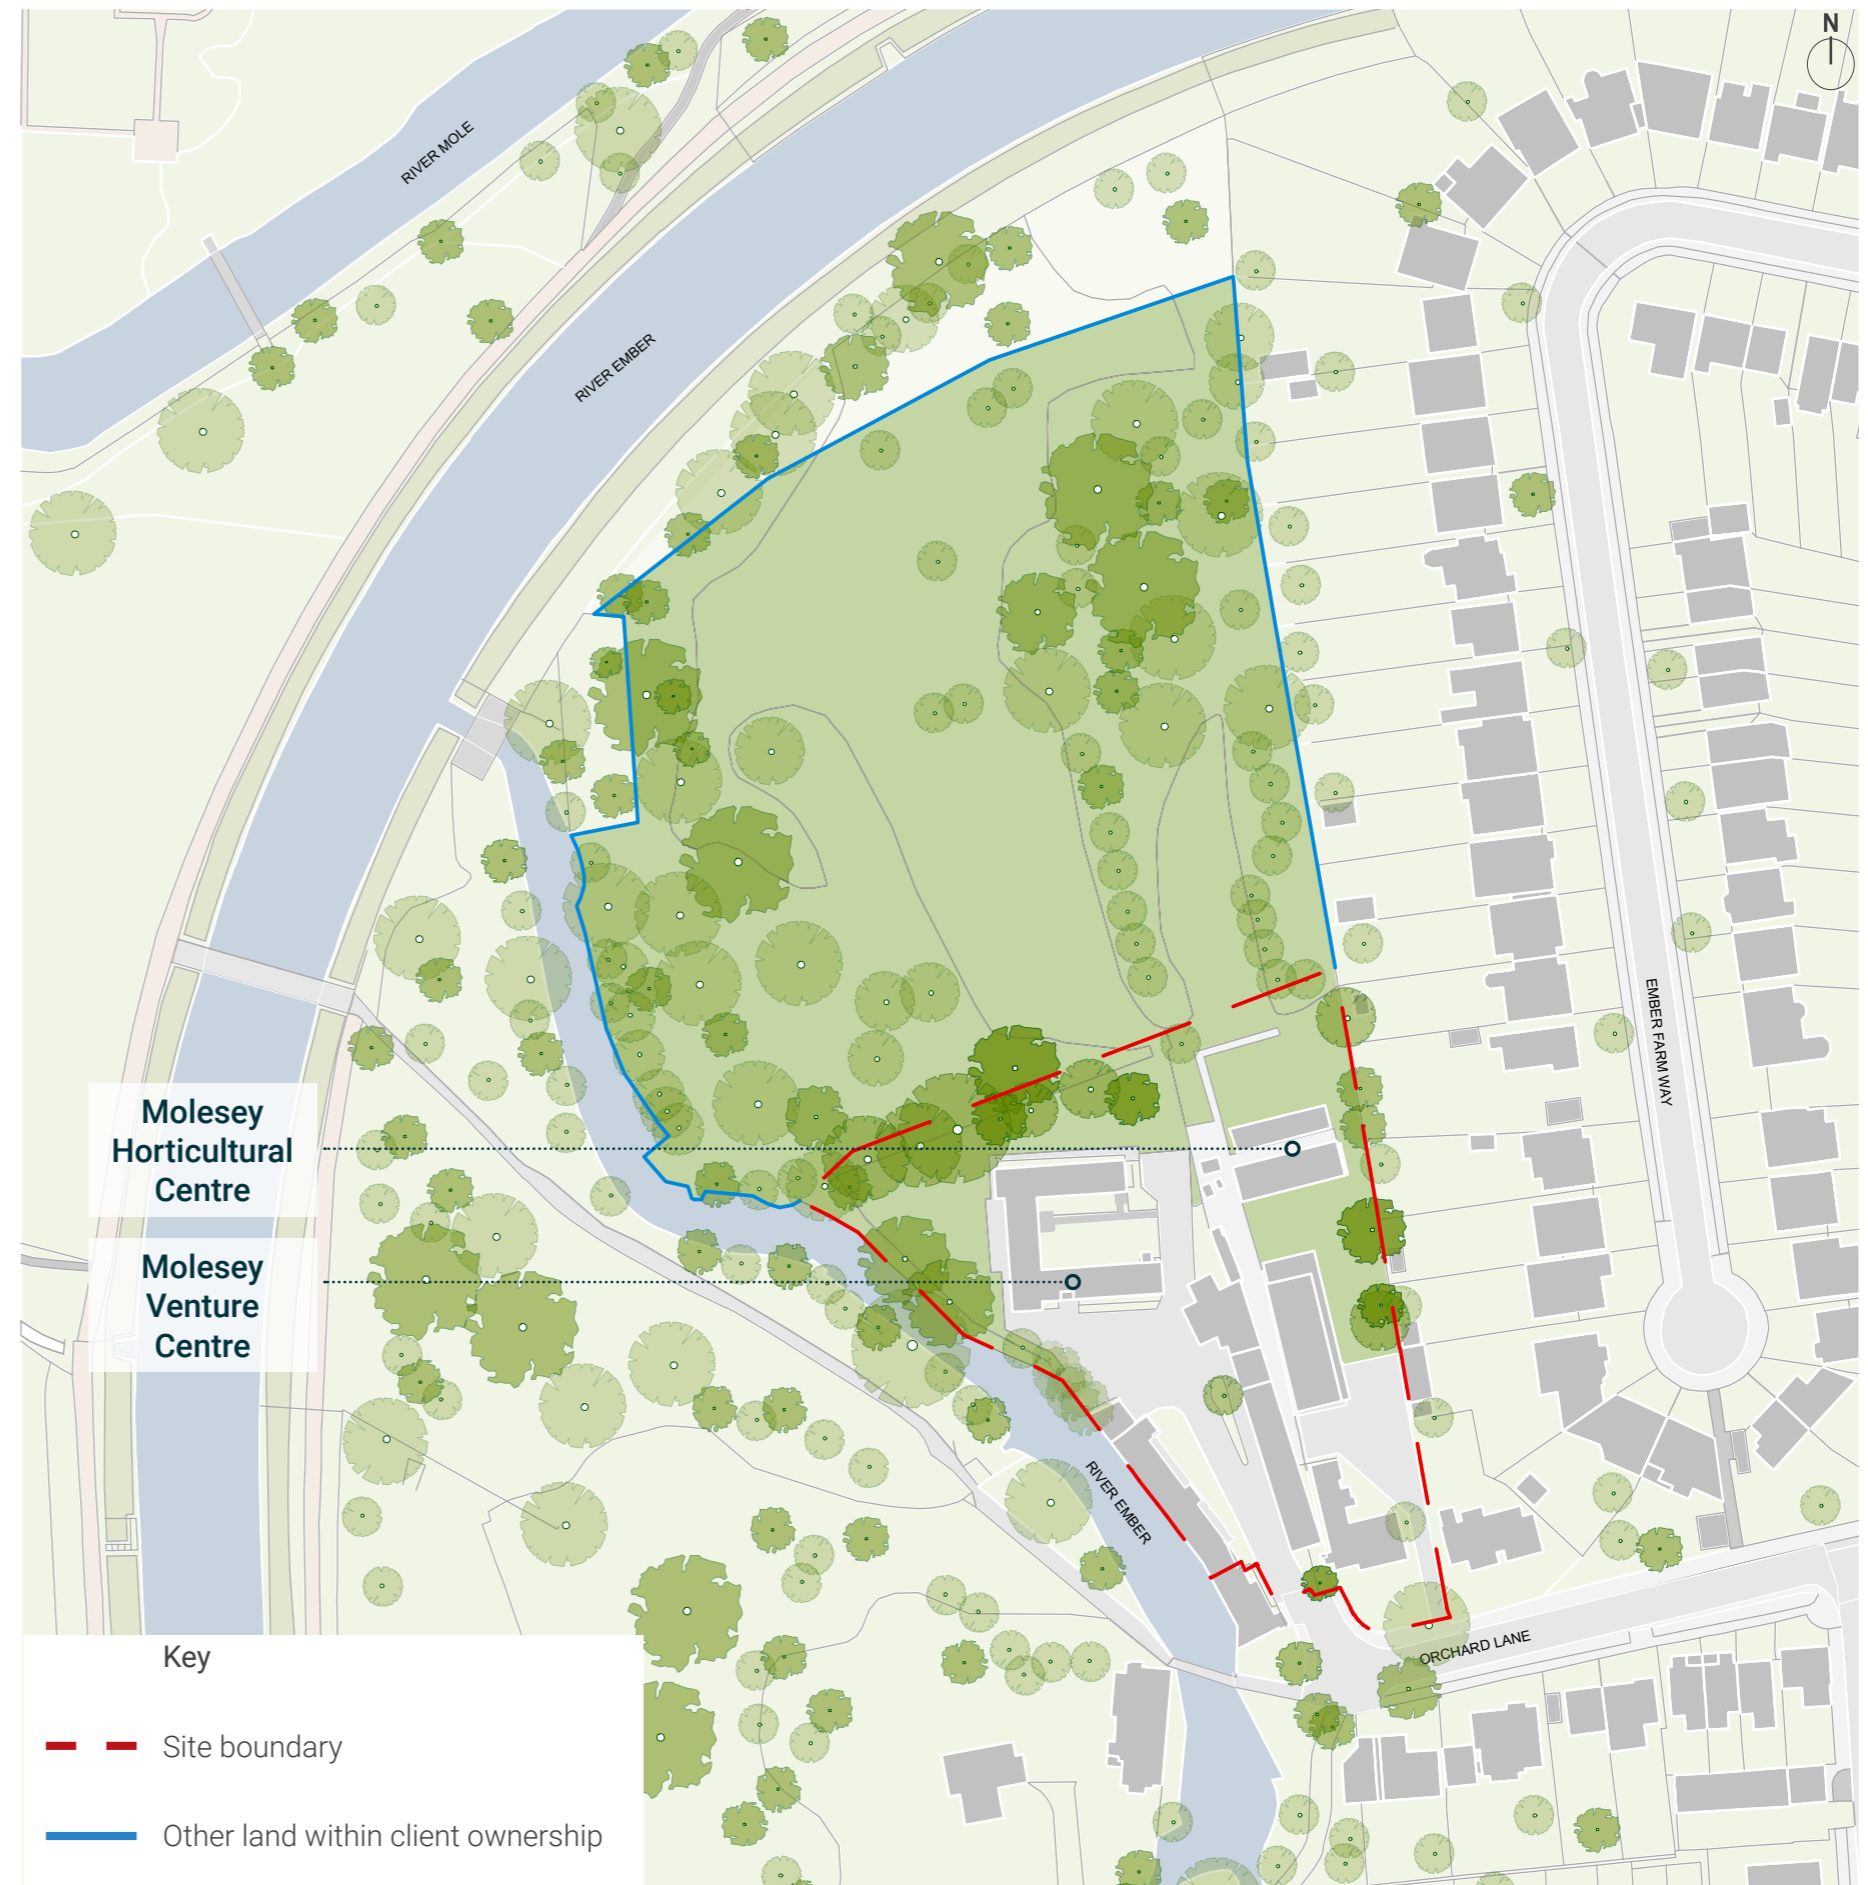 N
RIVER MOLE
RIVER EMBER
EMBER FARM WAY
Molesey
Horticultural
Centre
Molesey
Venture
Centre
RIVER EMBER
ORCHARD LANE
Key
Site boundary
Other land within client ownership